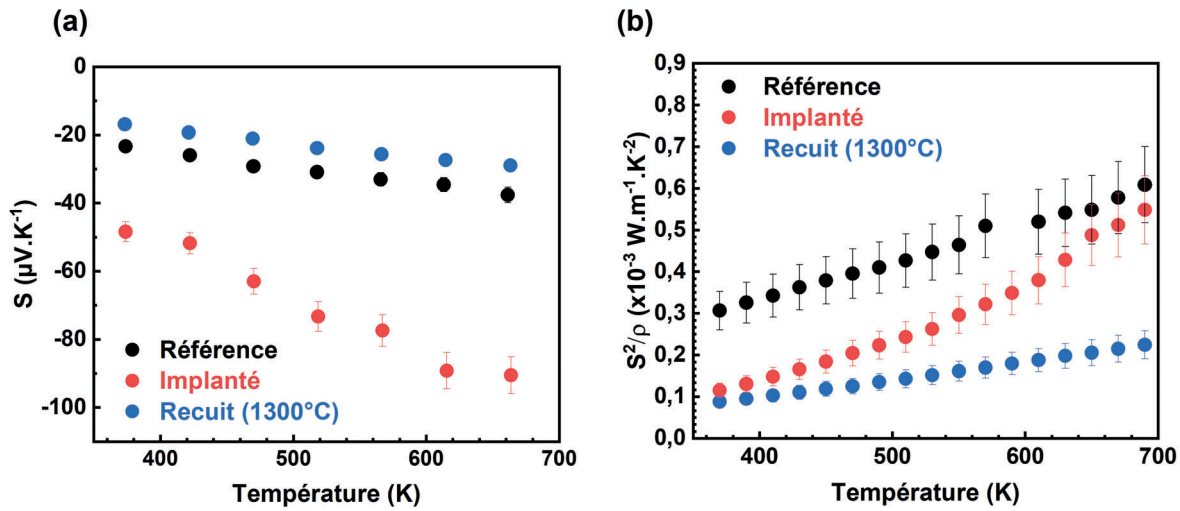 (a)
0
-20
-40
-60
-80
-100
S (µV.K⁻¹)
Référence
Implanté
Recuit (1300°C)
400
500
600
700
Température (K)
(b)
0,9
0,8
0,7
0,6
0,5
0,4
0,3
0,2
0,1
0,0
S²/ρ (x10⁻³ W.m⁻¹.K⁻²)
Référence
Implanté
Recuit (1300°C)
400
500
600
700
Température (K)